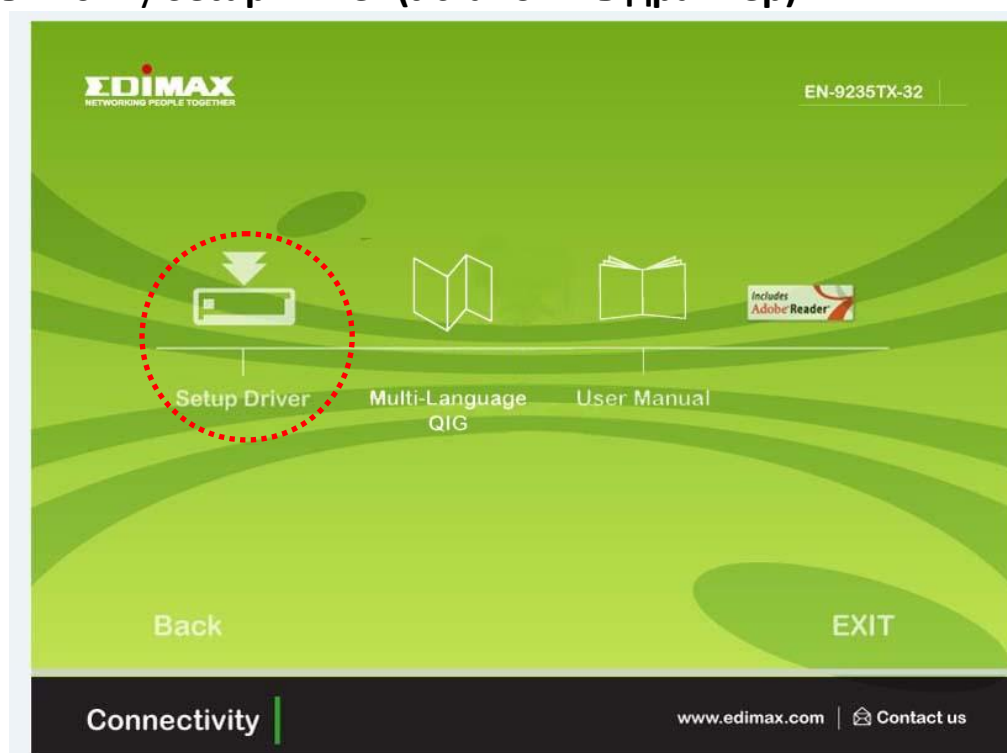 EDIMAX
NETWORKING PEOPLE TOGETHER
EN-9235TX-32
Includes
Adobe Reader
Setup Driver
Multi-Language
QIG
User Manual
Back
EXIT
Connectivity
www.edimax.com
Contact us